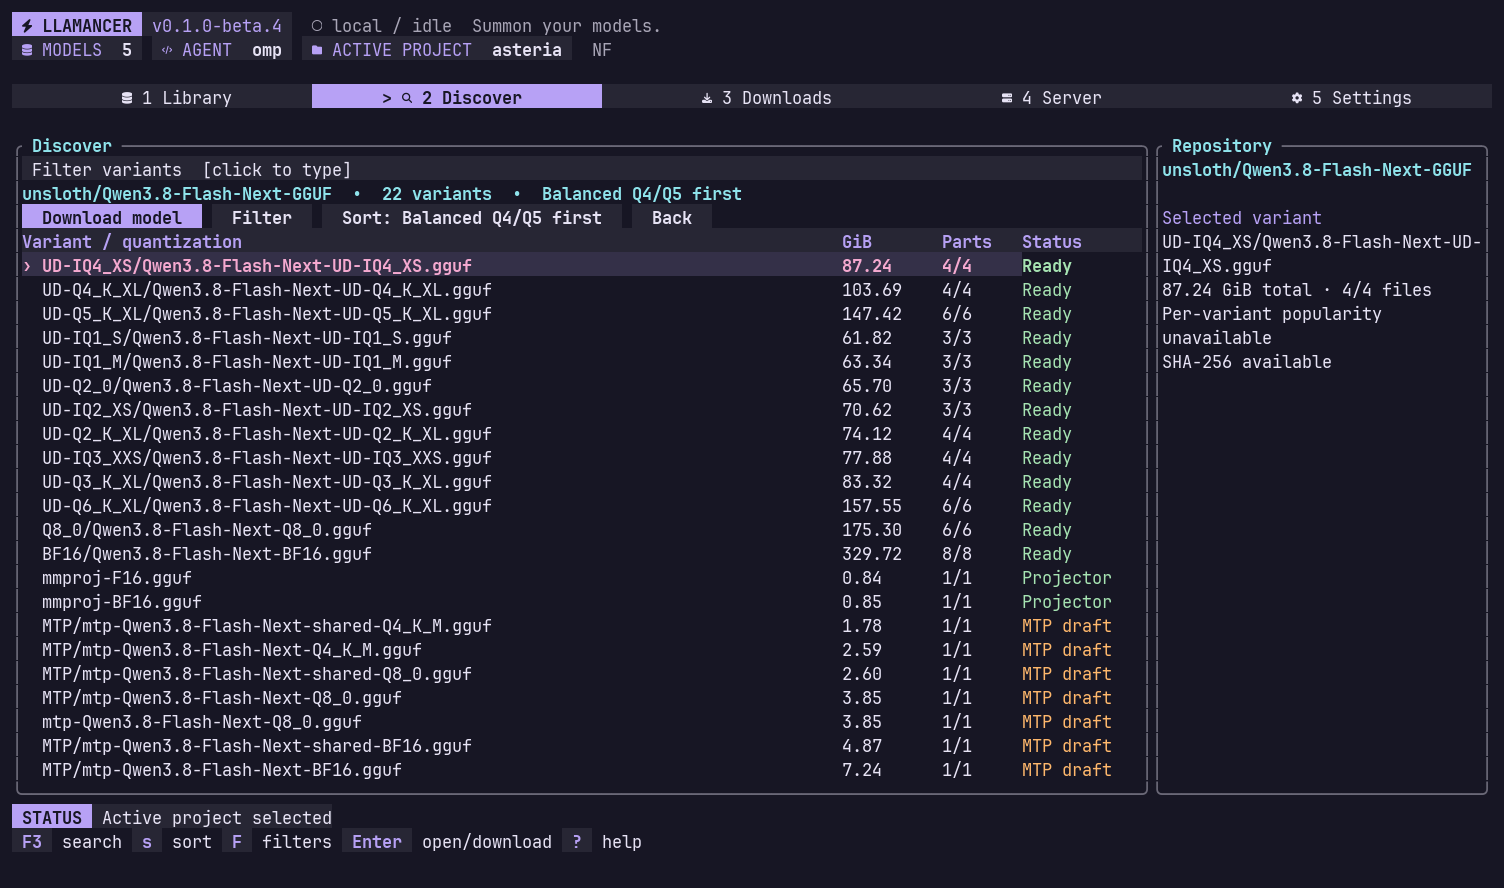 LLAMANCER v0.1.0-beta.4 local / idle Summon your models.
MODELS 5 AGENT omp ACTIVE PROJECT asteria NF
1 Library > 2 Discover 3 Downloads 4 Server 5 Settings
Discover
Filter variants [click to type]
unsloth/Qwen3.8-Flash-Next-GGUF • 22 variants • Balanced Q4/Q5 first
Download model Filter Sort: Balanced Q4/Q5 first Back
Variant / quantization GiB Parts Status
› UD-IQ4_XS/Qwen3.8-Flash-Next-UD-IQ4_XS.gguf 87.24 4/4 Ready
UD-Q4_K_XL/Qwen3.8-Flash-Next-UD-Q4_K_XL.gguf 103.69 4/4 Ready
UD-Q5_K_XL/Qwen3.8-Flash-Next-UD-Q5_K_XL.gguf 147.42 6/6 Ready
UD-IQ1_S/Qwen3.8-Flash-Next-UD-IQ1_S.gguf 61.82 3/3 Ready
UD-IQ1_M/Qwen3.8-Flash-Next-UD-IQ1_M.gguf 63.34 3/3 Ready
UD-Q2_0/Qwen3.8-Flash-Next-UD-Q2_0.gguf 65.70 3/3 Ready
UD-IQ2_XS/Qwen3.8-Flash-Next-UD-IQ2_XS.gguf 70.62 3/3 Ready
UD-Q2_K_XL/Qwen3.8-Flash-Next-UD-Q2_K_XL.gguf 74.12 4/4 Ready
UD-IQ3_XXS/Qwen3.8-Flash-Next-UD-IQ3_XXS.gguf 77.88 4/4 Ready
UD-Q3_K_XL/Qwen3.8-Flash-Next-UD-Q3_K_XL.gguf 83.32 4/4 Ready
UD-Q6_K_XL/Qwen3.8-Flash-Next-UD-Q6_K_XL.gguf 157.55 6/6 Ready
Q8_0/Qwen3.8-Flash-Next-Q8_0.gguf 175.30 6/6 Ready
BF16/Qwen3.8-Flash-Next-BF16.gguf 329.72 8/8 Ready
mmproj-F16.gguf 0.84 1/1 Projector
mmproj-BF16.gguf 0.85 1/1 Projector
MTP/mtp-Qwen3.8-Flash-Next-shared-Q4_K_M.gguf 1.78 1/1 MTP draft
MTP/mtp-Qwen3.8-Flash-Next-Q4_K_M.gguf 2.59 1/1 MTP draft
MTP/mtp-Qwen3.8-Flash-Next-shared-Q8_0.gguf 2.60 1/1 MTP draft
MTP/mtp-Qwen3.8-Flash-Next-Q8_0.gguf 3.85 1/1 MTP draft
mtp-Qwen3.8-Flash-Next-Q8_0.gguf 3.85 1/1 MTP draft
MTP/mtp-Qwen3.8-Flash-Next-shared-BF16.gguf 4.87 1/1 MTP draft
MTP/mtp-Qwen3.8-Flash-Next-BF16.gguf 7.24 1/1 MTP draft
Repository
unsloth/Qwen3.8-Flash-Next-GGUF
Selected variant
UD-IQ4_XS/Qwen3.8-Flash-Next-UD-
IQ4_XS.gguf
87.24 GiB total · 4/4 files
Per-variant popularity
unavailable
SHA-256 available
STATUS Active project selected
F3 search s sort F filters Enter open/download ? help